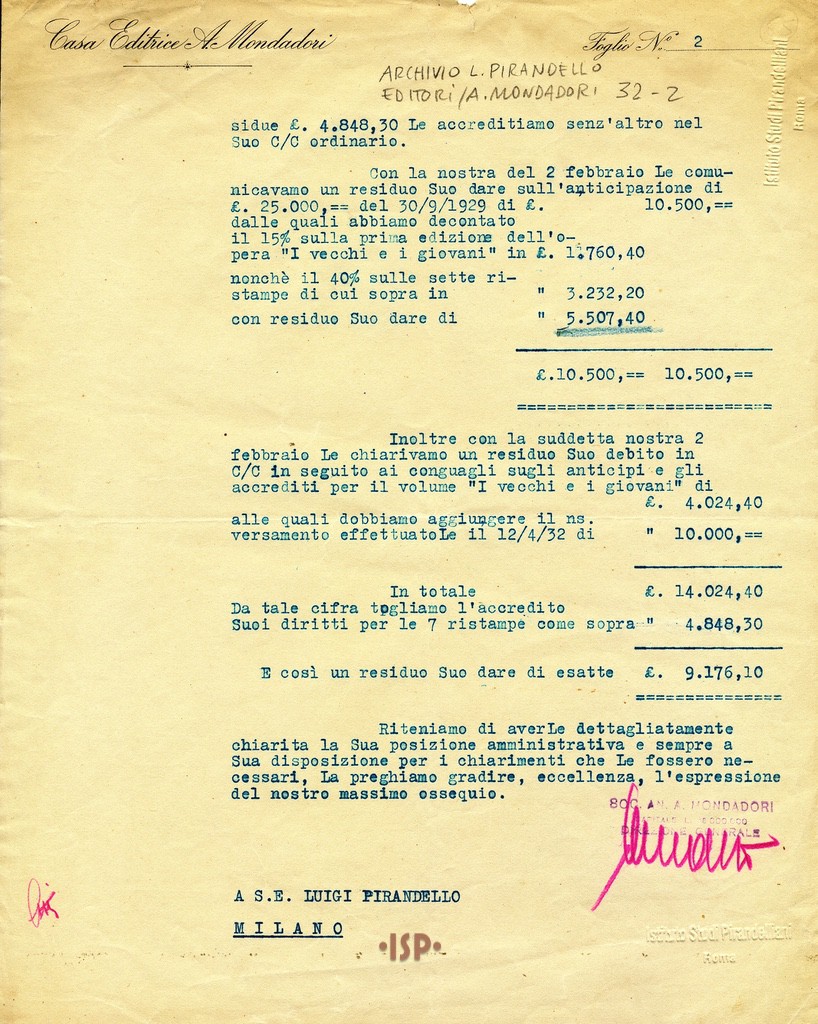 Casa Editrice A. Mondadori
Foglio N.º 2
ARCHIVIO L. PIRANDELLO
EDITORI/A. MONDADORI 32-2
Istituto Studi Pirandelliani
Roma
sidue £. 4.848,30 Le accreditiamo senz'altro nel
Suo C/C ordinario.
Con la nostra del 2 febbraio Le comu-
nicavamo un residuo Suo dare sull'anticipazione di
£. 25.000,== del 30/9/1929 di £. 10.500,==
dalle quali abbiamo decontato
il 15% sulla prima edizione dell'o-
pera "I vecchi e i giovani" in £. 1.760,40
nonchè il 40% sulle sette ri-
stampe di cui sopra in " 3.232,20
con residuo Suo dare di " 5.507,40
£.10.500,== 10.500,==
==========================
Inoltre con la suddetta nostra 2
febbraio Le chiarivamo un residuo Suo debito in
C/C in seguito ai conguagli sugli anticipi e gli
accrediti per il volume "I vecchi e i giovani" di
£. 4.024,40
alle quali dobbiamo aggiungere il ns.
versamento effettuatoLe il 12/4/32 di " 10.000,==
In totale £. 14.024,40
Da tale cifra togliamo l'accredito
Suoi diritti per le 7 ristampe come sopra " 4.848,30
E così un residuo Suo dare di esatte £. 9.176,10
===============
Riteniamo di averLe dettagliatamente
chiarita la Sua posizione amministrativa e sempre a
Sua disposizione per i chiarimenti che Le fossero ne-
cessari, La preghiamo gradire, eccellenza, l'espressione
del nostro massimo ossequio.
SOC. AN. A. MONDADORI
DIREZIONE GENERALE
A S.E. LUIGI PIRANDELLO
MILANO
·ISP·
Istituto Studi Pirandelliani
Roma